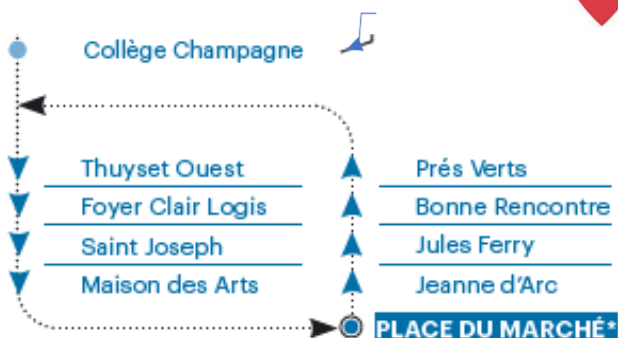 Collège Champagne
Thuyset Ouest
Foyer Clair Logis
Saint Joseph
Maison des Arts
Prés Verts
Bonne Rencontre
Jules Ferry
Jeanne d'Arc
PLACE DU MARCHÉ*